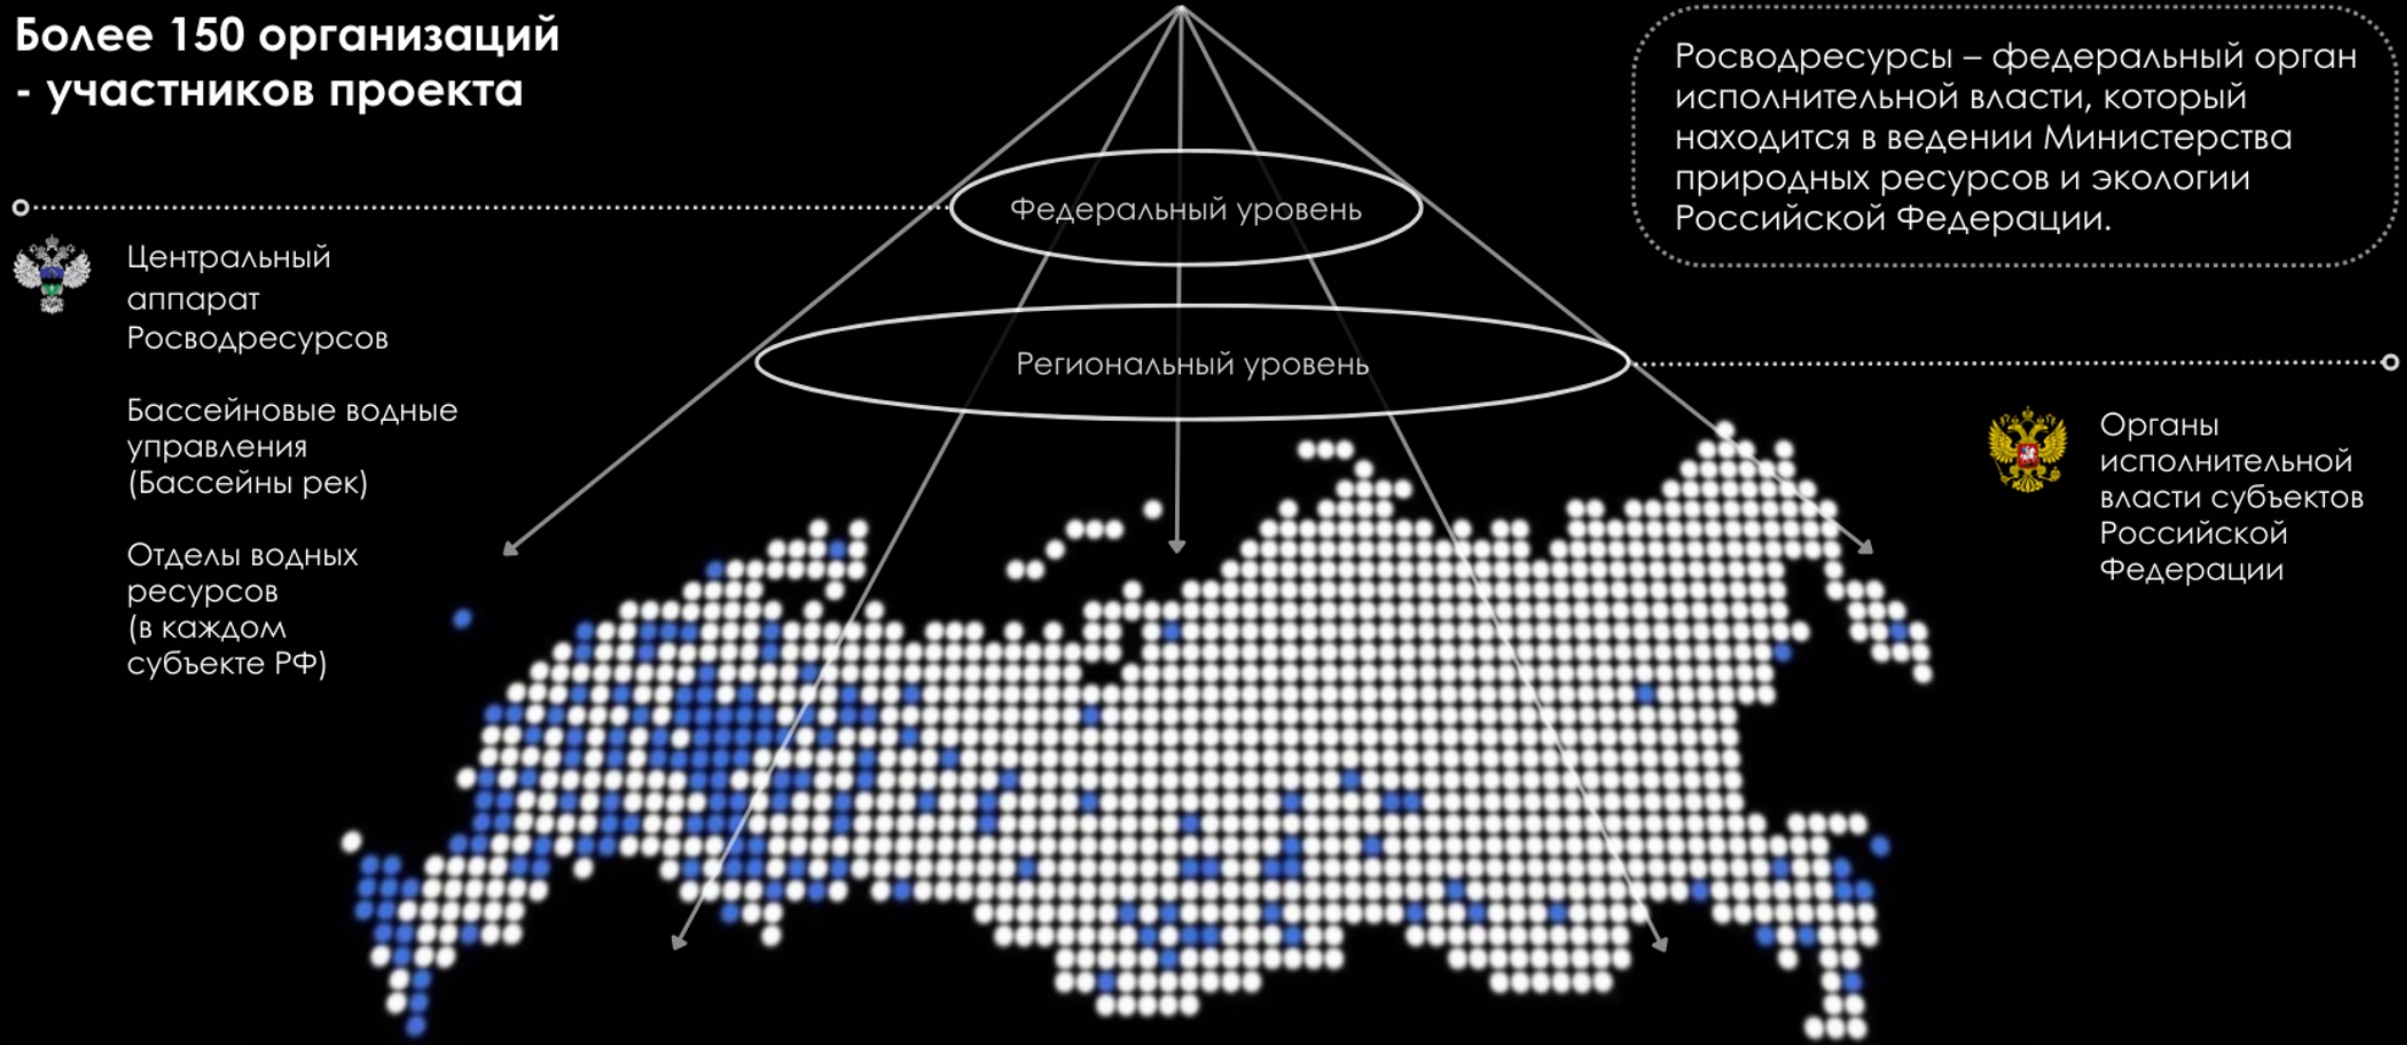 Более 150 организаций
- участников проекта
Росводресурсы – федеральный орган
исполнительной власти, который
находится в ведении Министерства
природных ресурсов и экологии
Российской Федерации.
Федеральный уровень
Центральный
аппарат
Росводресурсов
Бассейновые водные
управления
(Бассейны рек)
Отделы водных
ресурсов
(в каждом
субъекте РФ)
Региональный уровень
Органы
исполнительной
власти субъектов
Российской
Федерации